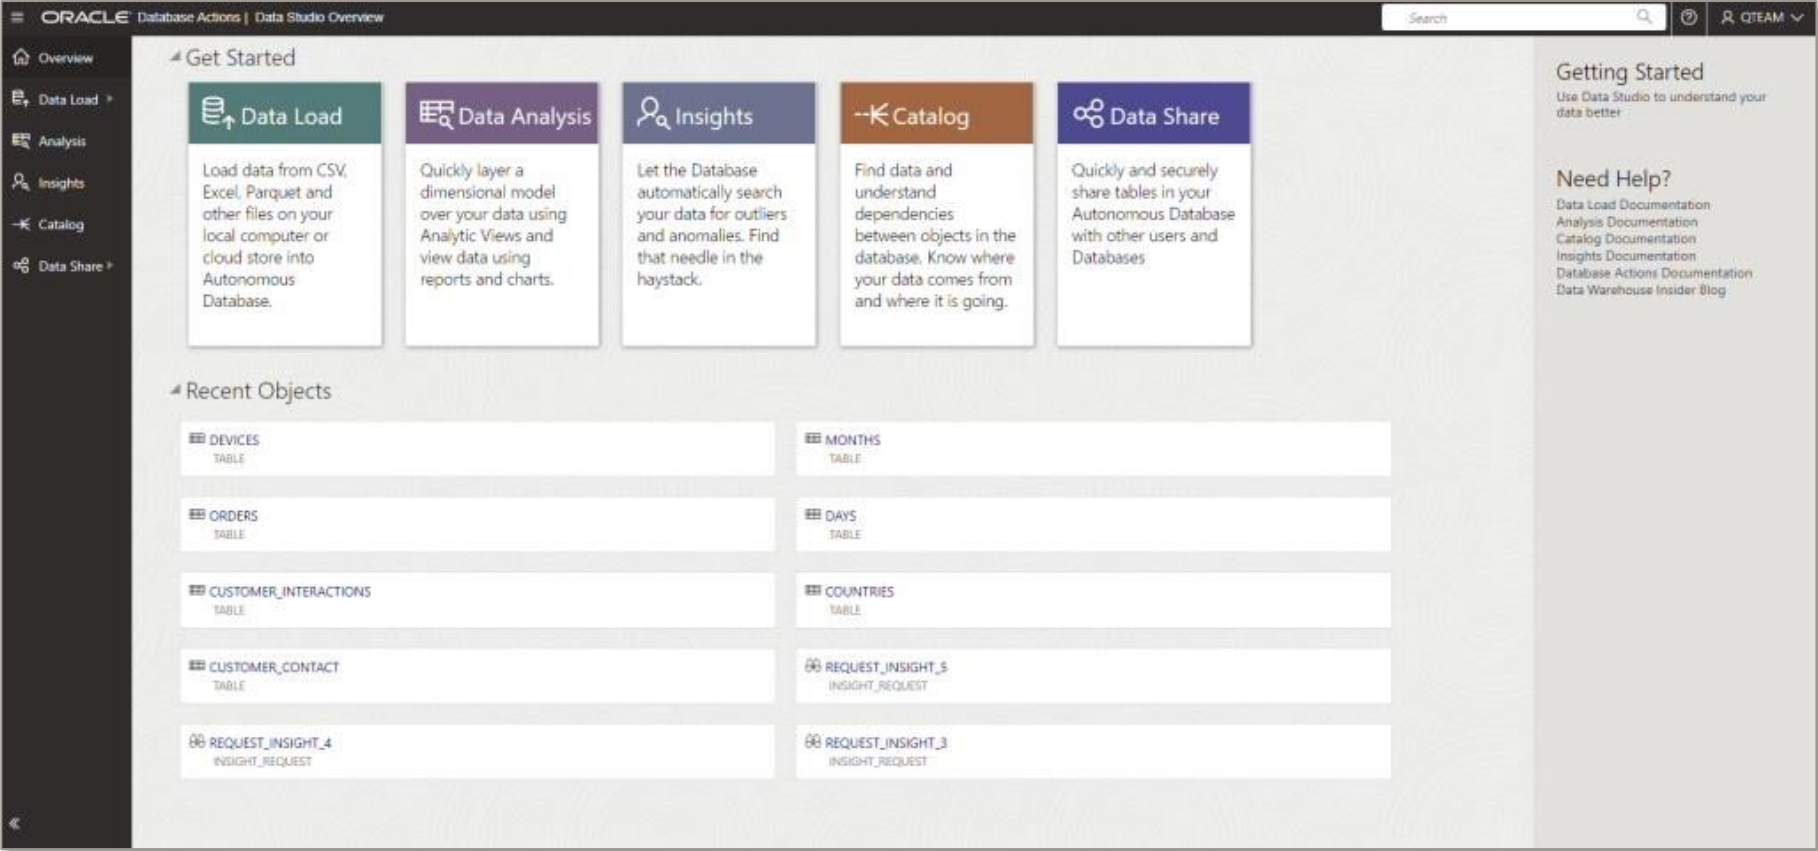 ORACLE Database Actions | Data Studio Overview
Search
QTEAM
Overview
Data Load
Analysis
Insights
Catalog
Data Share
Get Started
Data Load
Load data from CSV,
Excel, Parquet and
other files on your
local computer or
cloud store into
Autonomous
Database.
Data Analysis
Quickly layer a
dimensional model
over your data using
Analytic Views and
view data using
reports and charts.
Insights
Let the Database
automatically search
your data for outliers
and anomalies. Find
that needle in the
haystack.
Catalog
Find data and
understand
dependencies
between objects in the
database. Know where
your data comes from
and where it is going.
Data Share
Quickly and securely
share tables in your
Autonomous Database
with other users and
Databases
Recent Objects
DEVICES
TABLE
MONTHS
TABLE
ORDERS
TABLE
DAYS
TABLE
CUSTOMER_INTERACTIONS
TABLE
COUNTRIES
TABLE
CUSTOMER_CONTACT
TABLE
REQUEST_INSIGHT_5
INSIGHT_REQUEST
REQUEST_INSIGHT_4
INSIGHT_REQUEST
REQUEST_INSIGHT_3
INSIGHT_REQUEST
Getting Started
Use Data Studio to understand your
data better
Need Help?
Data Load Documentation
Analysis Documentation
Catalog Documentation
Insights Documentation
Database Actions Documentation
Data Warehouse Insider Blog